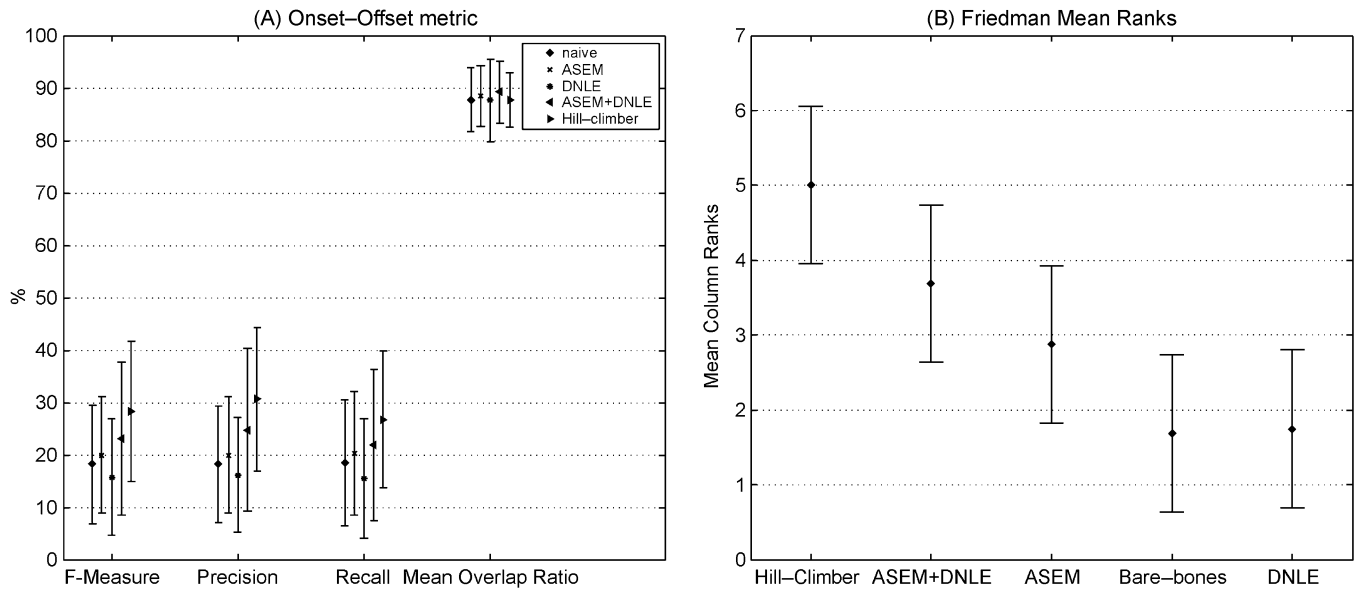 (A) Onset–Offset metric
100
90
80
70
60
50
40
30
20
10
0
%
naive
ASEM
DNLE
ASEM+DNLE
Hill–climber
F-Measure
Precision
Recall
Mean Overlap Ratio
(B) Friedman Mean Ranks
7
6
5
4
3
2
1
0
Mean Column Ranks
Hill–Climber
ASEM+DNLE
ASEM
Bare–bones
DNLE